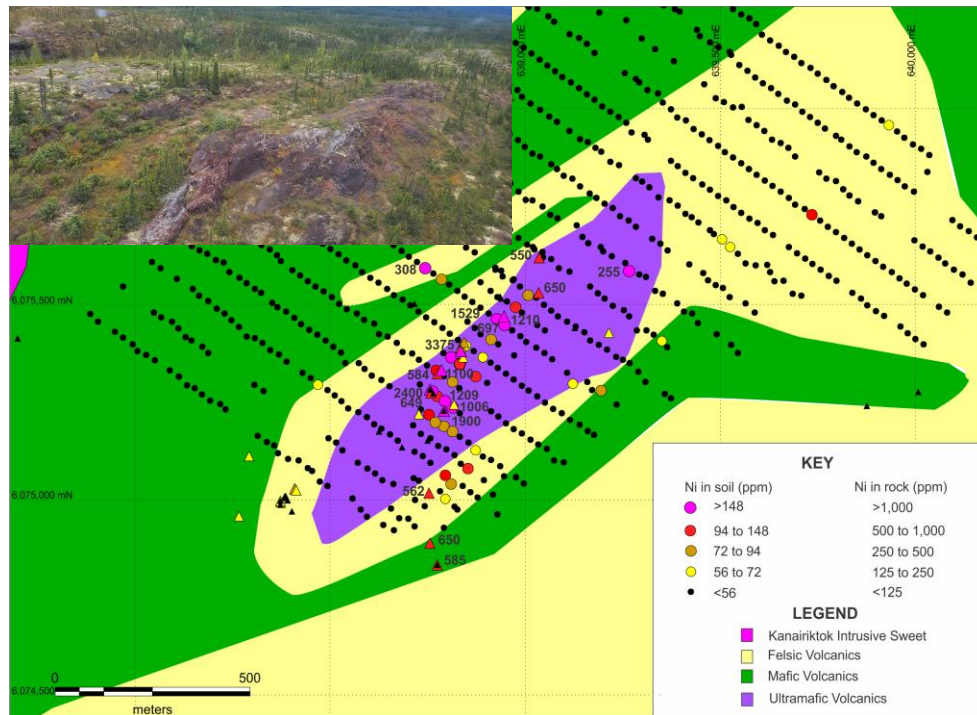 639,000 mE
639,500 mE
640,000 mE
550
308
255
650
6,075,500 mN
1529
1210
697
3375
584
1100
2400
1209
649
1006
1900
6,075,000 mN
562
650
585
6,074,500 mN
0 500
meters
KEY
Ni in soil (ppm) Ni in rock (ppm)
>148 >1,000
94 to 148 500 to 1,000
72 to 94 250 to 500
56 to 72 125 to 250
<56 <125
LEGEND
Kanairiktok Intrusive Sweet
Felsic Volcanics
Mafic Volcanics
Ultramafic Volcanics